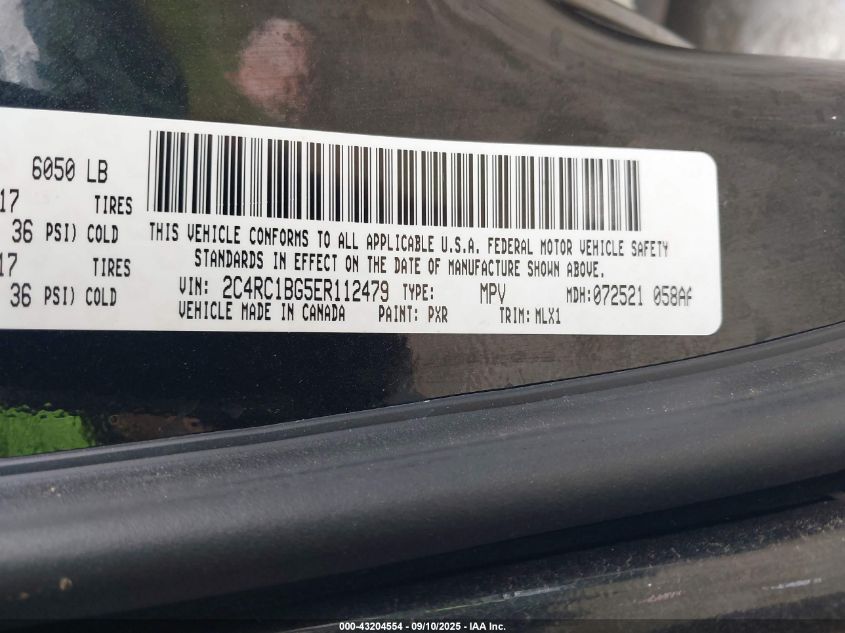 6050 LB
17 TIRES
36 PSI) COLD
17 TIRES
36 PSI) COLD
THIS VEHICLE CONFORMS TO ALL APPLICABLE U.S.A. FEDERAL MOTOR VEHICLE SAFETY
STANDARDS IN EFFECT ON THE DATE OF MANUFACTURE SHOWN ABOVE.
VIN: 2C4RC1BG5ER112479 TYPE: MPV MDH:072521 058AF
VEHICLE MADE IN CANADA PAINT: PXR TRIM: MLX1
000-43204554 - 09/10/2025 - IAA Inc.